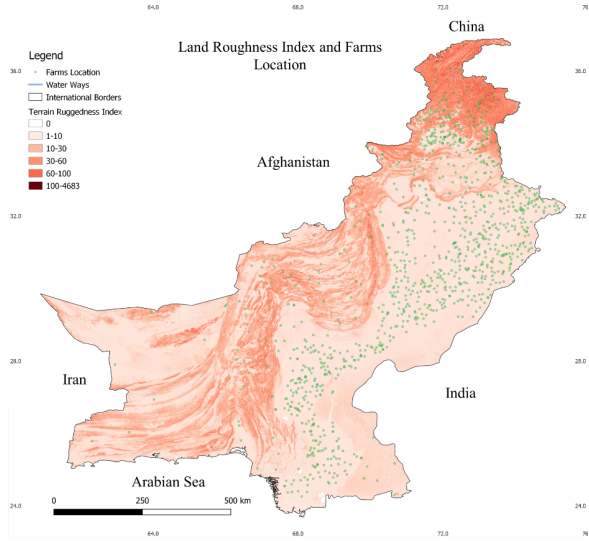 64.0 68.0 72.0 76
China
Land Roughness Index and Farms
Location
Legend
36.0 36.0
Farms Location
Water Ways
International Borders
Terrain Ruggedness Index
0
1-10
10-30
30-60
60-100
100-4683
Afghanistan
32.0 32.0
28.0 28.0
Iran
India
Arabian Sea
0 250 500 km
24.0 24.0
64.0 68.0 72.0 76